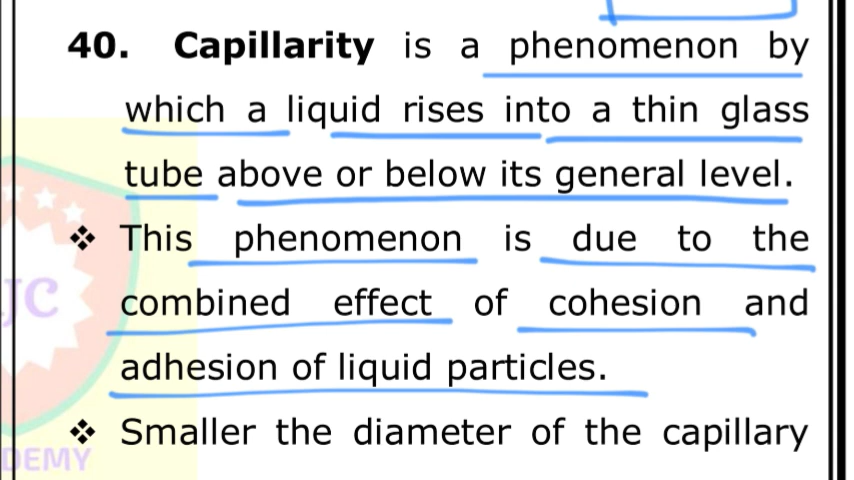 40. Capillarity is a phenomenon by
which a liquid rises into a thin glass
tube above or below its general level.
❖ This phenomenon is due to the
combined effect of cohesion and
adhesion of liquid particles.
❖ Smaller the diameter of the capillary
JC
DEMY